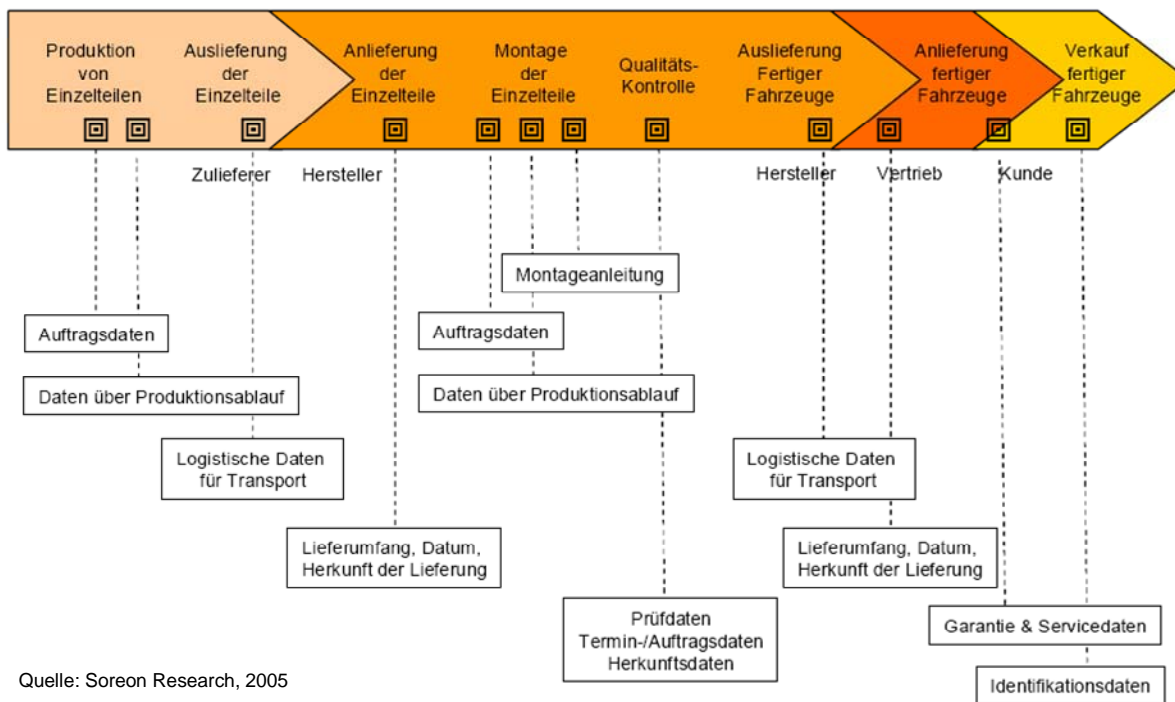 Produktion
von
Einzelteilen
Auslieferung
der
Einzelteile
Anlieferung
der
Einzelteile
Montage
der
Einzelteile
Qualitäts-
Kontrolle
Auslieferung
Fertiger
Fahrzeuge
Anlieferung
fertiger
Fahrzeuge
Verkauf
fertiger
Fahrzeuge
Zulieferer
Hersteller
Hersteller
Vertrieb
Kunde
Montageanleitung
Auftragsdaten
Auftragsdaten
Daten über Produktionsablauf
Daten über Produktionsablauf
Logistische Daten
für Transport
Logistische Daten
für Transport
Lieferumfang, Datum,
Herkunft der Lieferung
Lieferumfang, Datum,
Herkunft der Lieferung
Prüfdaten
Termin-/Auftragsdaten
Herkunftsdaten
Garantie & Servicedaten
Identifikationsdaten
Quelle: Soreon Research, 2005